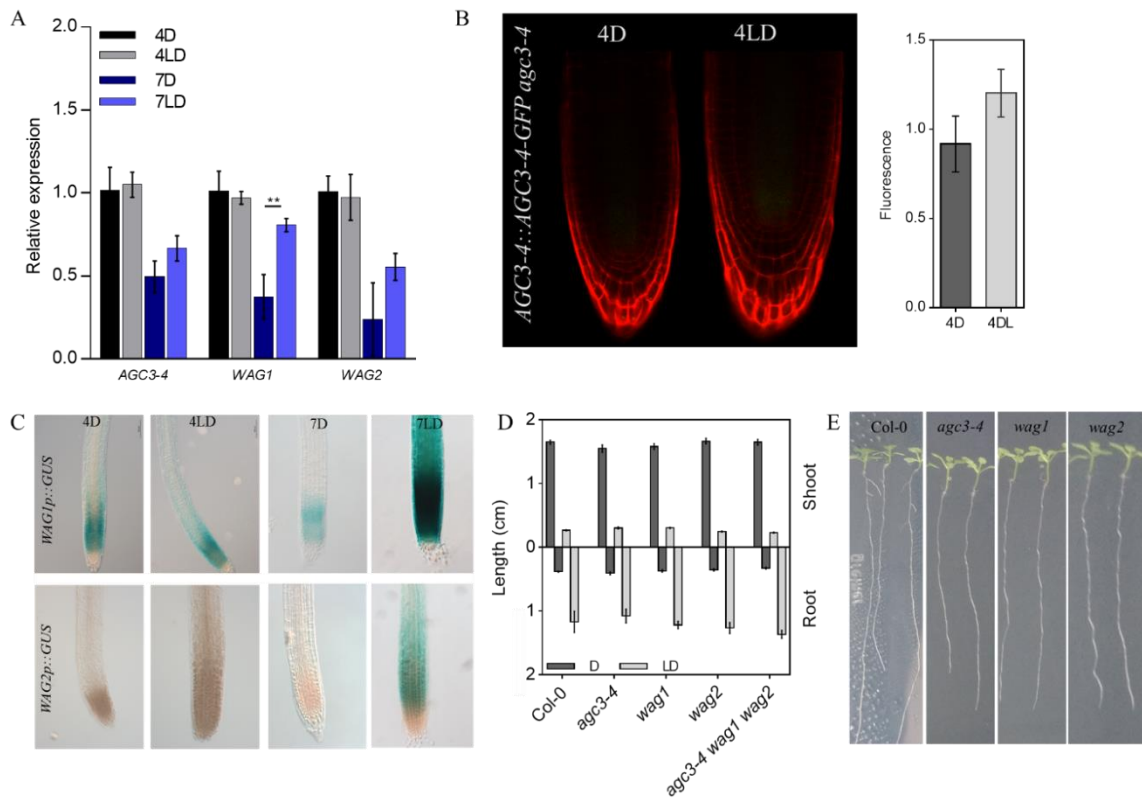 A
2.0
1.5
1.0
0.5
0.0
Relative expression
4D
4LD
7D
7LD
**
AGC3-4
WAG1
WAG2
B
AGC3-4::AGC3-4-GFP agc3-4
4D
4LD
Fluorescence
1.5
1.0
0.5
0.0
4D
4DL
C
4D
4LD
7D
7LD
WAG1p::GUS
WAG2p::GUS
D
Length (cm)
2
1
0
1
2
Shoot
Root
D
LD
Col-0
agc3-4
wag1
wag2
agc3-4 wag1 wag2
E
Col-0
agc3-4
wag1
wag2